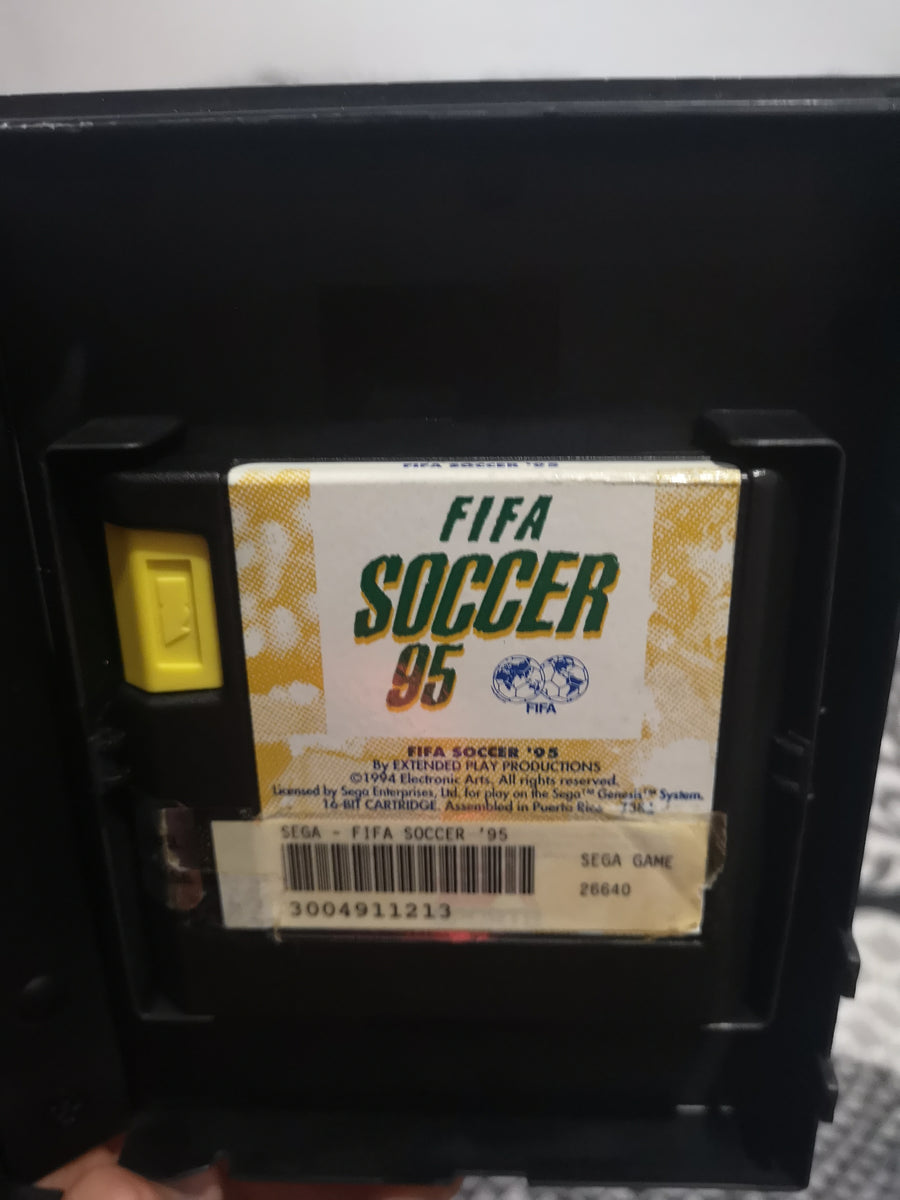 FIFA SOCCER '95
FIFA
SOCCER
95
FIFA
FIFA SOCCER '95
By EXTENDED PLAY PRODUCTIONS
©1994 Electronic Arts. All rights reserved.
Licensed by Sega Enterprises, Ltd. for play on the Sega™ Genesis™ System.
16-BIT CARTRIDGE. Assembled in Puerto Rico
SEGA - FIFA SOCCER '95
SEGA GAME
26640
3004911213